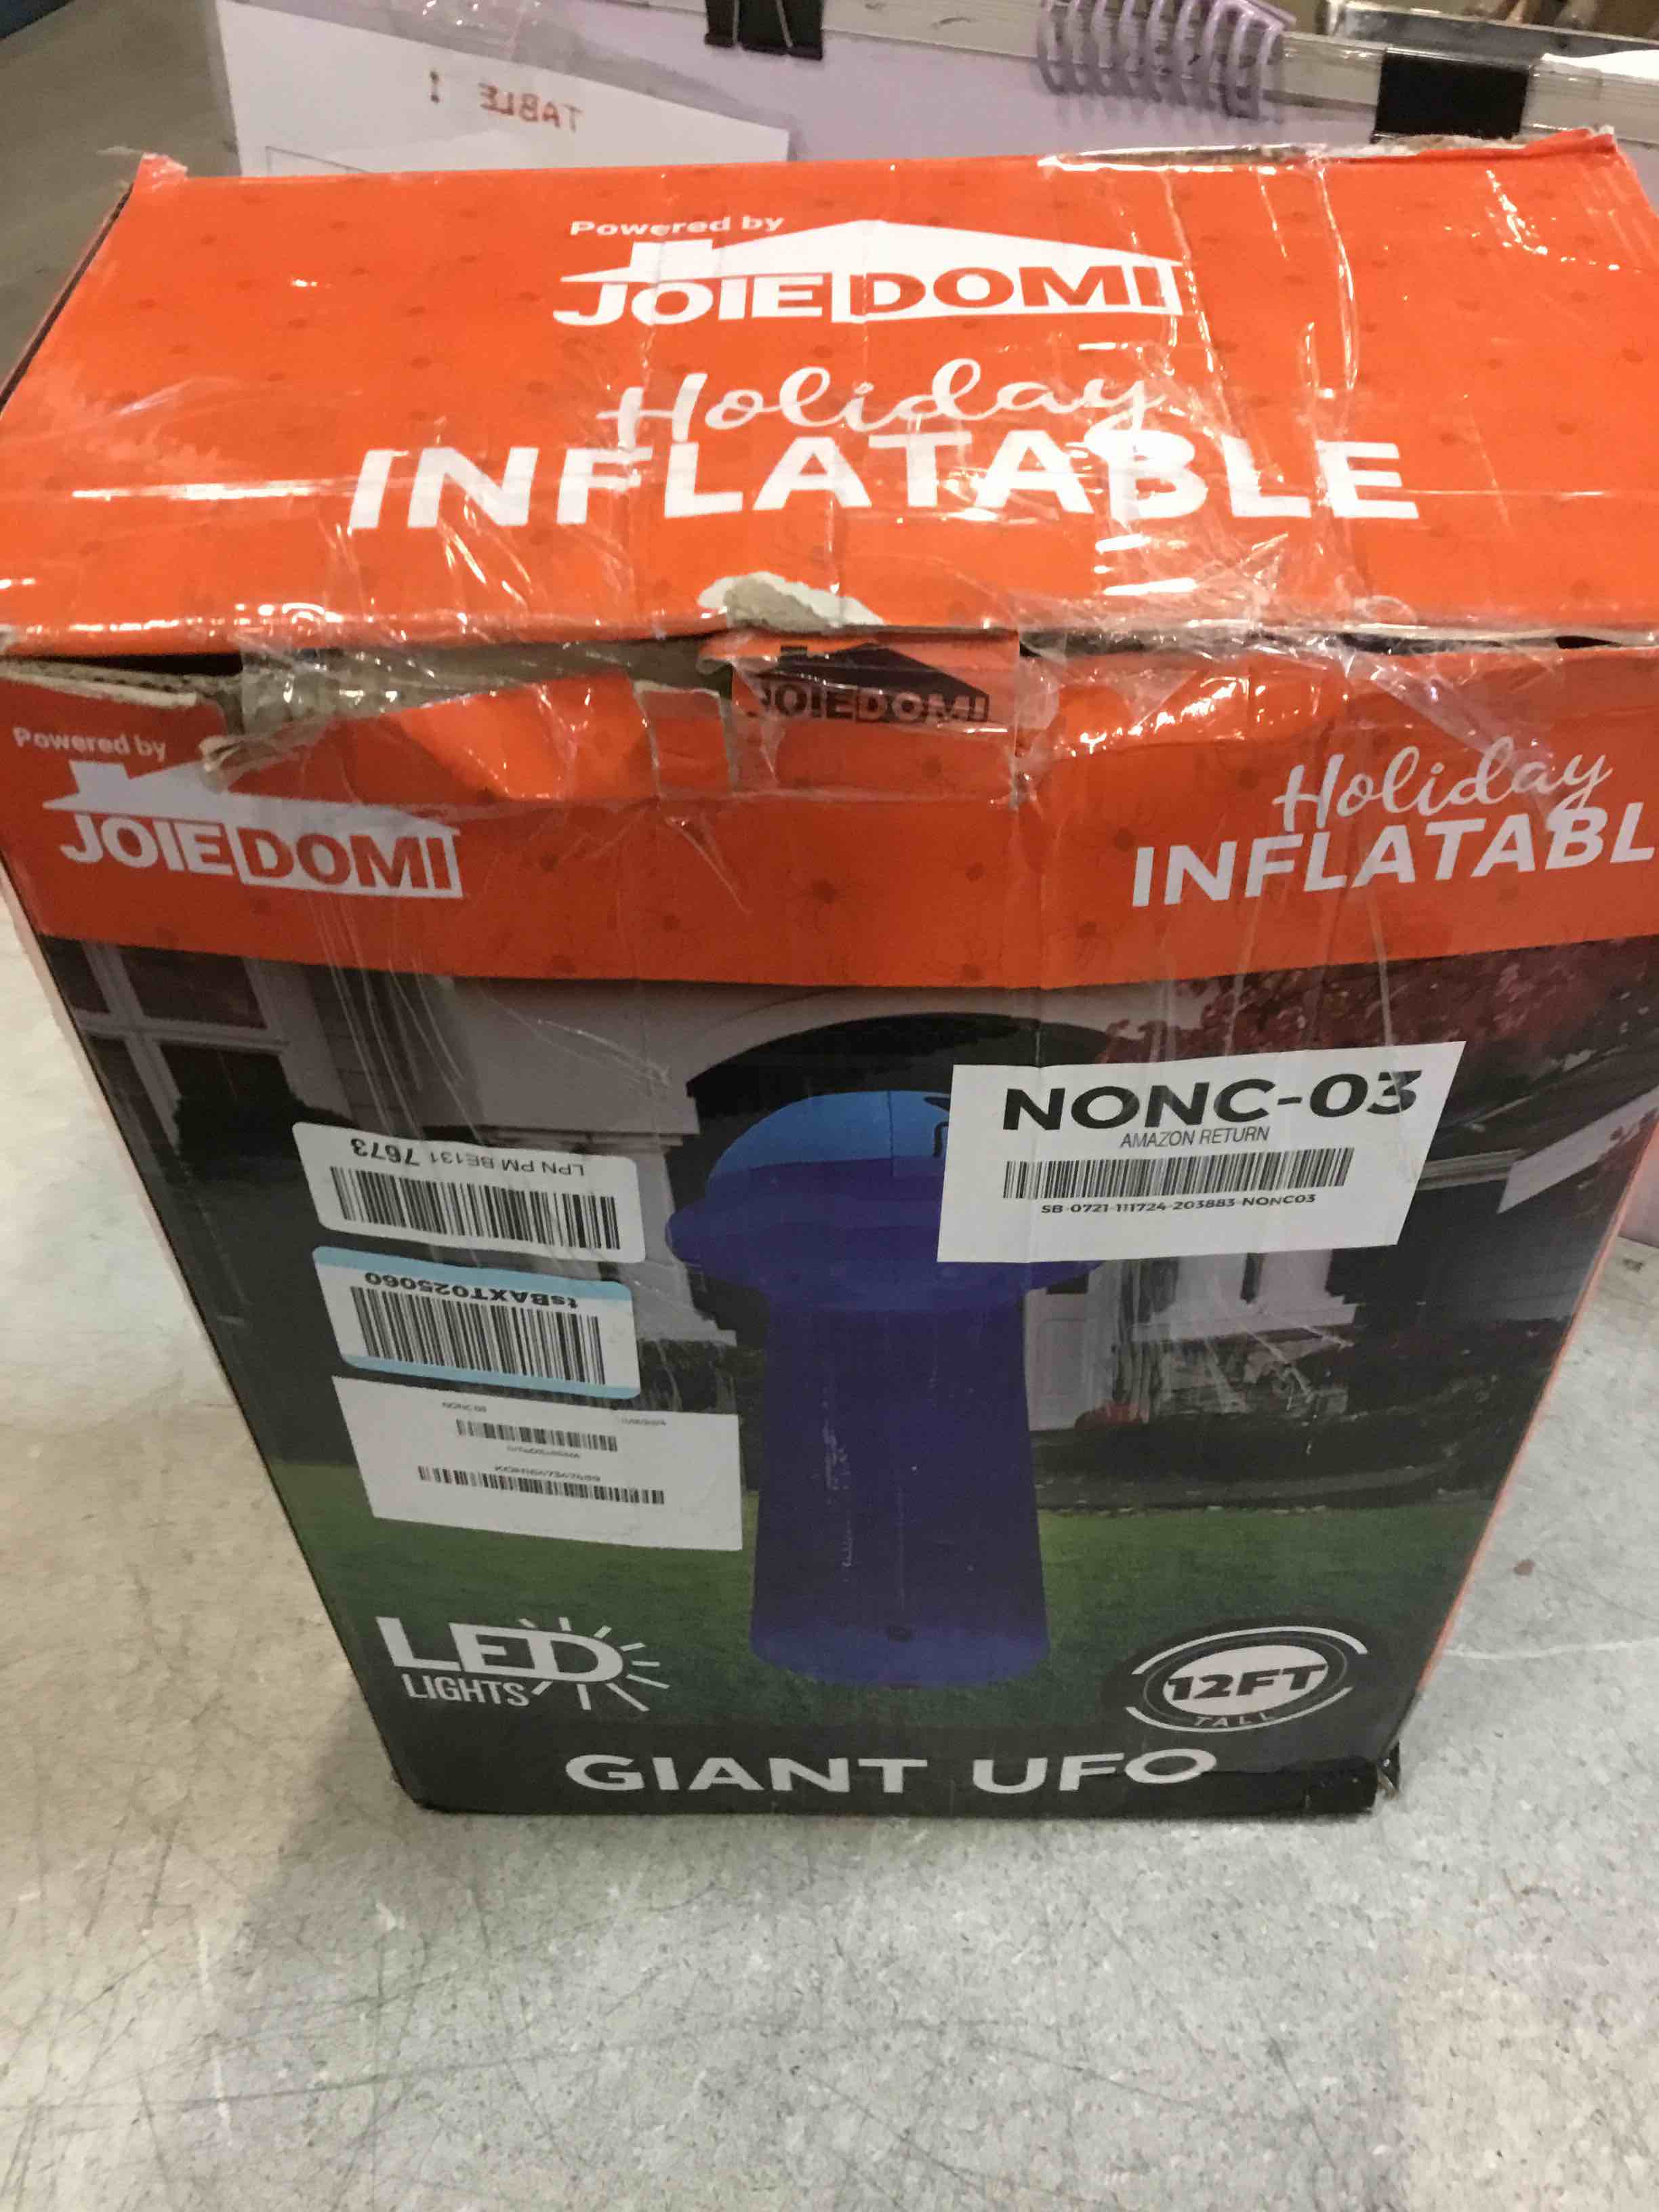 TABLE 1
Powered by
JOIEDOMI
Holiday
INFLATABLE
JOIEDOMI
Powered by
JOIEDOMI
Holiday
INFLATABL
NONC-03
AMAZON RETURN
SB-0721-111724-203883-NONC03
LPN PM BE131 7673
tsBAXT025060
LED
LIGHTS
12FT
TALL
GIANT UFO